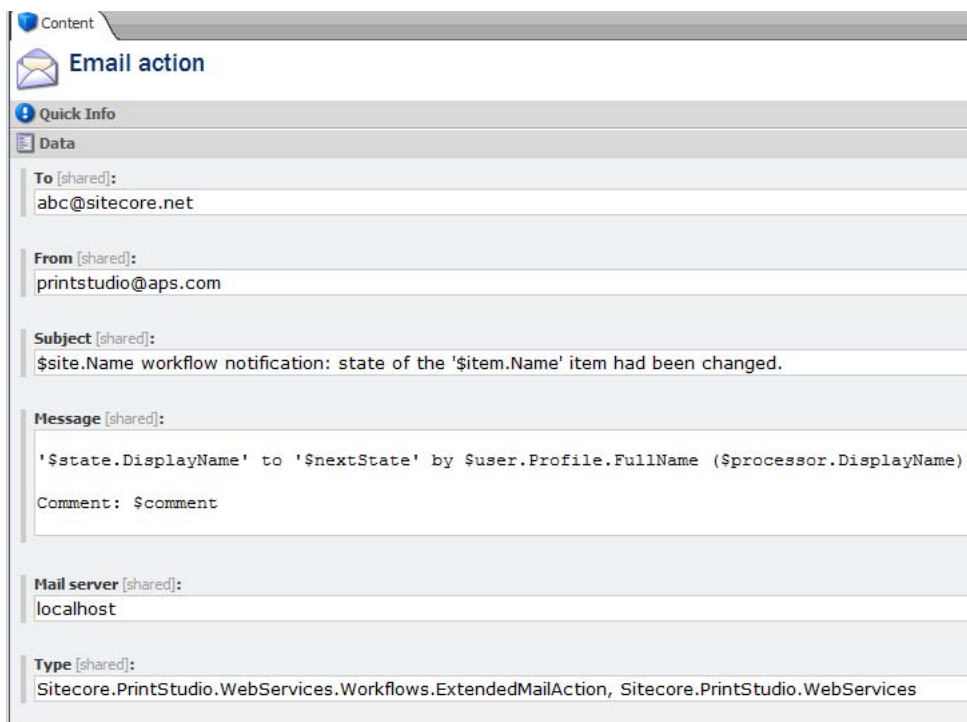 Content
Email action
Quick Info
Data
To [shared]:
abc@sitecore.net
From [shared]:
printstudio@aps.com
Subject [shared]:
$site.Name workflow notification: state of the '$item.Name' item had been changed.
Message [shared]:
'$state.DisplayName' to '$nextState' by $user.Profile.FullName ($processor.DisplayName)
Comment: $comment
Mail server [shared]:
localhost
Type [shared]:
Sitecore.PrintStudio.WebServices.Workflows.ExtendedMailAction, Sitecore.PrintStudio.WebServices